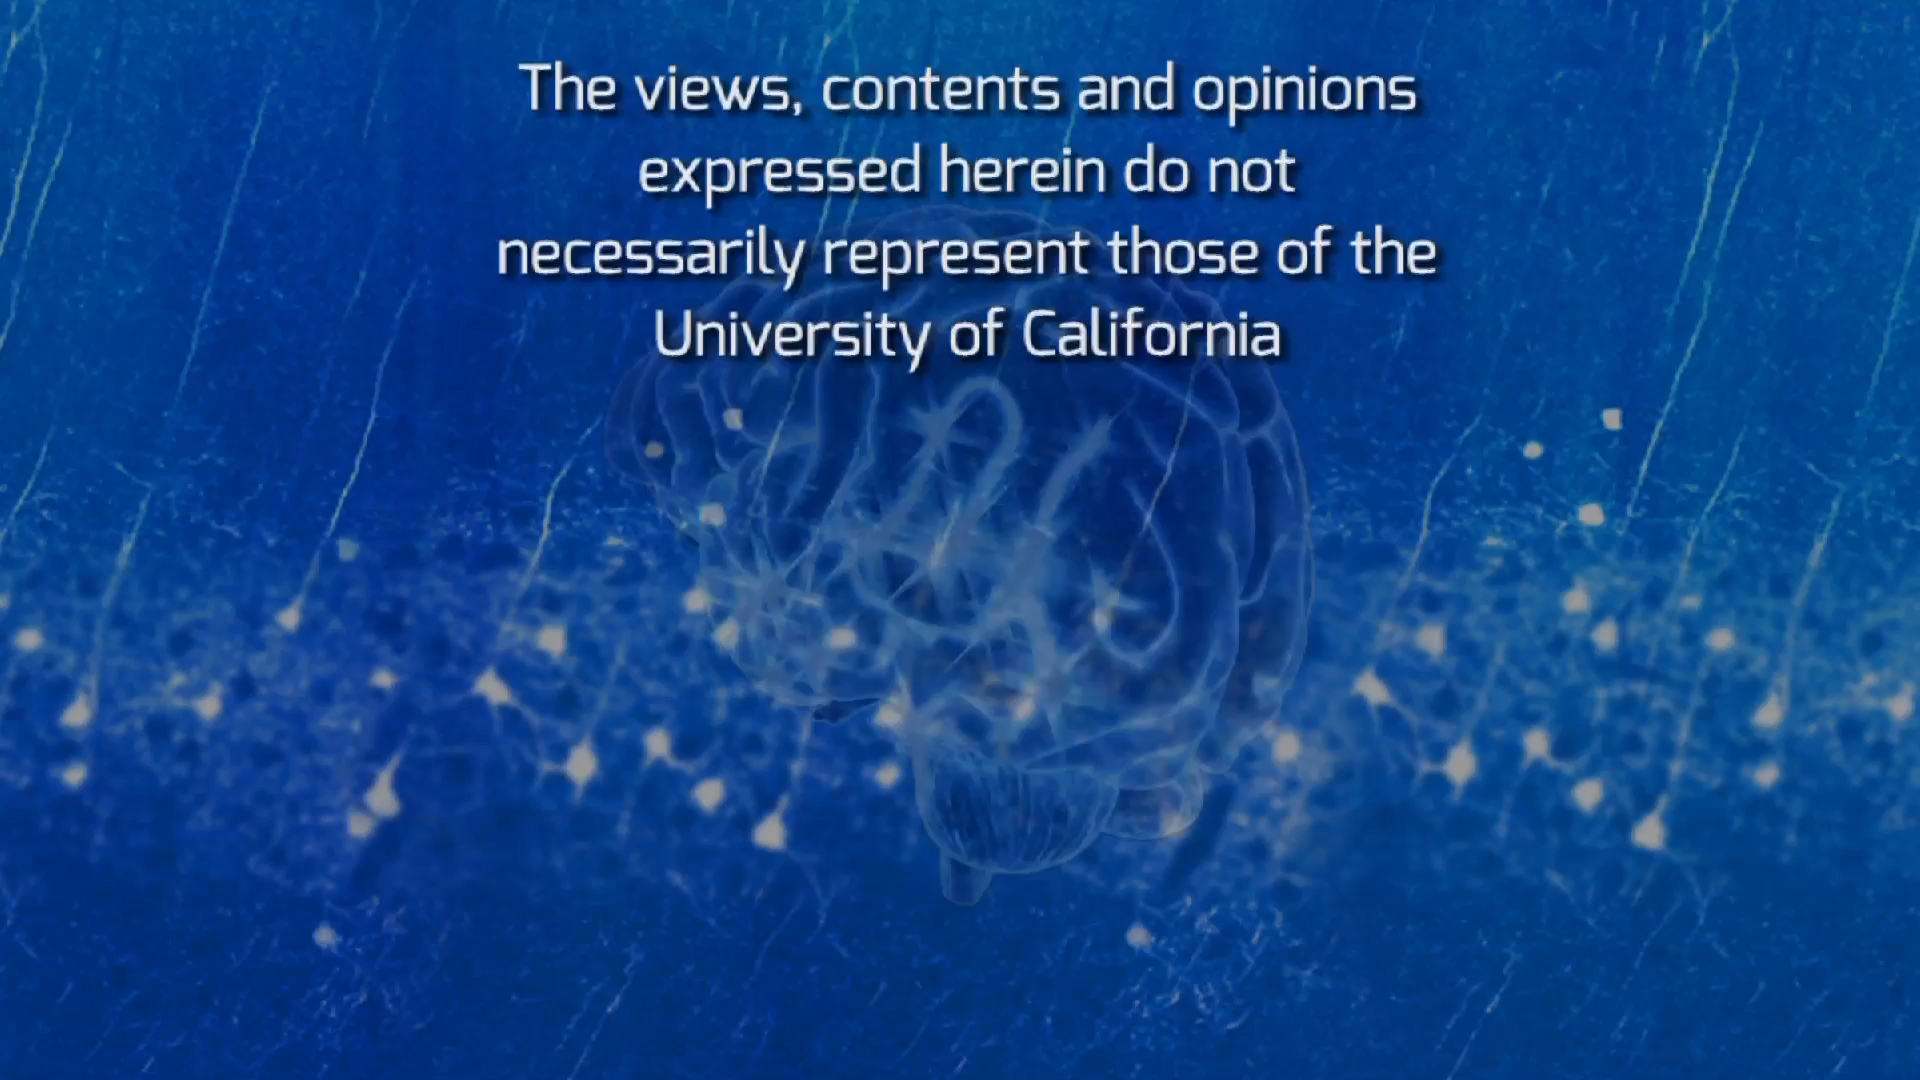 The views, contents and opinions
expressed herein do not
necessarily represent those of the
University of California